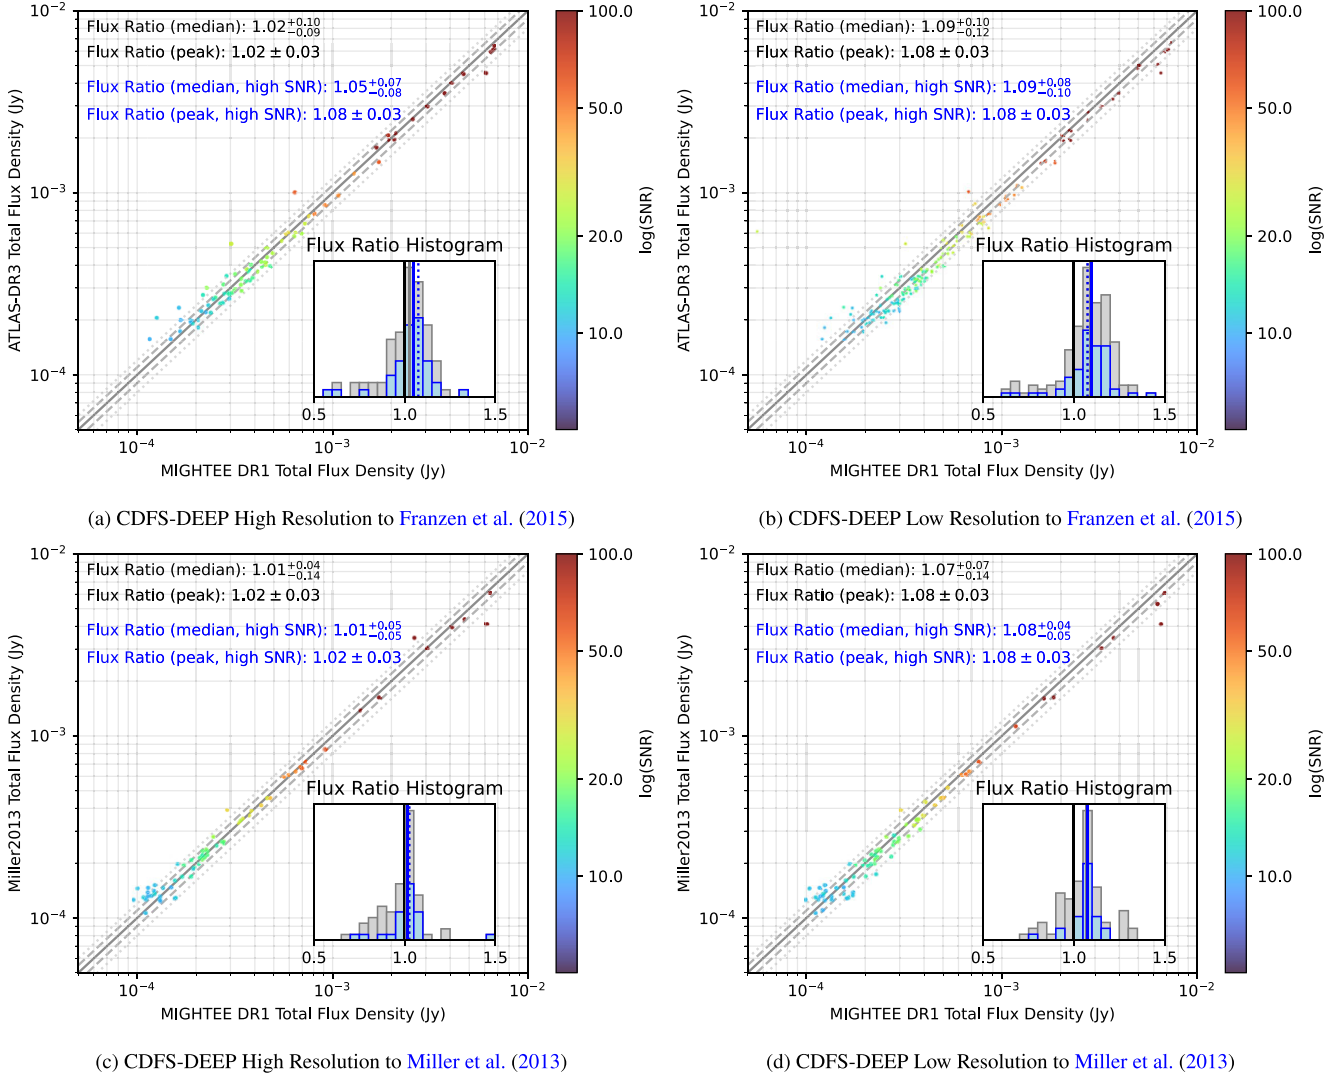 Flux Ratio (median): 1.02^{+0.10}_{-0.09}
Flux Ratio (peak): 1.02 ± 0.03
Flux Ratio (median, high SNR): 1.05^{+0.07}_{-0.08}
Flux Ratio (peak, high SNR): 1.08 ± 0.03
10^{-2}
10^{-3}
10^{-4}
ATLAS-DR3 Total Flux Density (Jy)
Flux Ratio Histogram
0.5 1.0 1.5
10^{-4} 10^{-3} 10^{-2}
MIGHTEE DR1 Total Flux Density (Jy)
100.0
50.0
20.0
10.0
log(SNR)
(a) CDFS-DEEP High Resolution to Franzen et al. (2015)
Flux Ratio (median): 1.09^{+0.10}_{-0.12}
Flux Ratio (peak): 1.08 ± 0.03
Flux Ratio (median, high SNR): 1.09^{+0.08}_{-0.10}
Flux Ratio (peak, high SNR): 1.08 ± 0.03
10^{-2}
10^{-3}
10^{-4}
ATLAS-DR3 Total Flux Density (Jy)
Flux Ratio Histogram
0.5 1.0 1.5
10^{-4} 10^{-3} 10^{-2}
MIGHTEE DR1 Total Flux Density (Jy)
100.0
50.0
20.0
10.0
log(SNR)
(b) CDFS-DEEP Low Resolution to Franzen et al. (2015)
Flux Ratio (median): 1.01^{+0.04}_{-0.14}
Flux Ratio (peak): 1.02 ± 0.03
Flux Ratio (median, high SNR): 1.01^{+0.05}_{-0.05}
Flux Ratio (peak, high SNR): 1.02 ± 0.03
10^{-2}
10^{-3}
10^{-4}
Miller2013 Total Flux Density (Jy)
Flux Ratio Histogram
0.5 1.0 1.5
10^{-4} 10^{-3} 10^{-2}
MIGHTEE DR1 Total Flux Density (Jy)
100.0
50.0
20.0
10.0
log(SNR)
(c) CDFS-DEEP High Resolution to Miller et al. (2013)
Flux Ratio (median): 1.07^{+0.07}_{-0.14}
Flux Ratio (peak): 1.08 ± 0.03
Flux Ratio (median, high SNR): 1.08^{+0.04}_{-0.05}
Flux Ratio (peak, high SNR): 1.08 ± 0.03
10^{-2}
10^{-3}
10^{-4}
Miller2013 Total Flux Density (Jy)
Flux Ratio Histogram
0.5 1.0 1.5
10^{-4} 10^{-3} 10^{-2}
MIGHTEE DR1 Total Flux Density (Jy)
100.0
50.0
20.0
10.0
log(SNR)
(d) CDFS-DEEP Low Resolution to Miller et al. (2013)